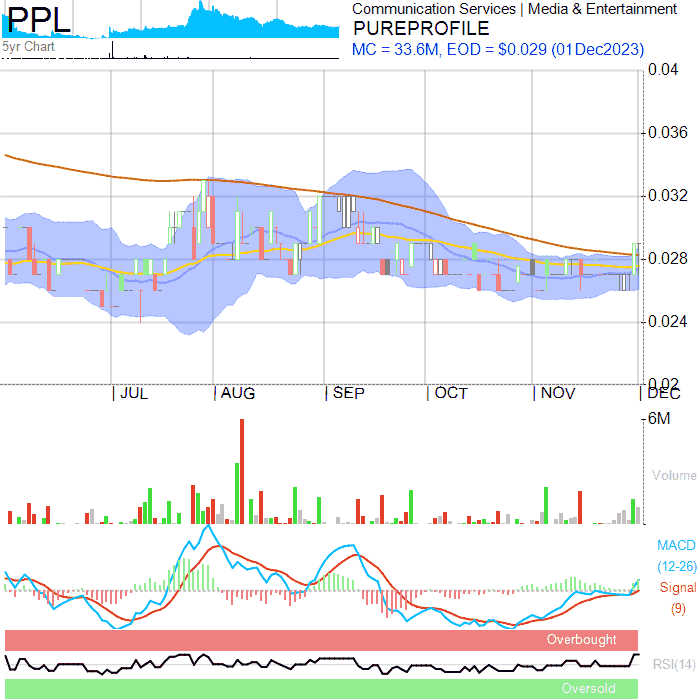 PPL
Communication Services | Media & Entertainment
PUREPROFILE
5yr Chart
MC = 33.6M, EOD = $0.029 (01Dec2023)
0.04
0.036
0.032
0.028
0.024
0.02
| JUL | AUG | SEP | OCT | NOV | DEC
6M
Volume
MACD
(12-26)
Signal
(9)
Overbought
RSI(14)
Oversold